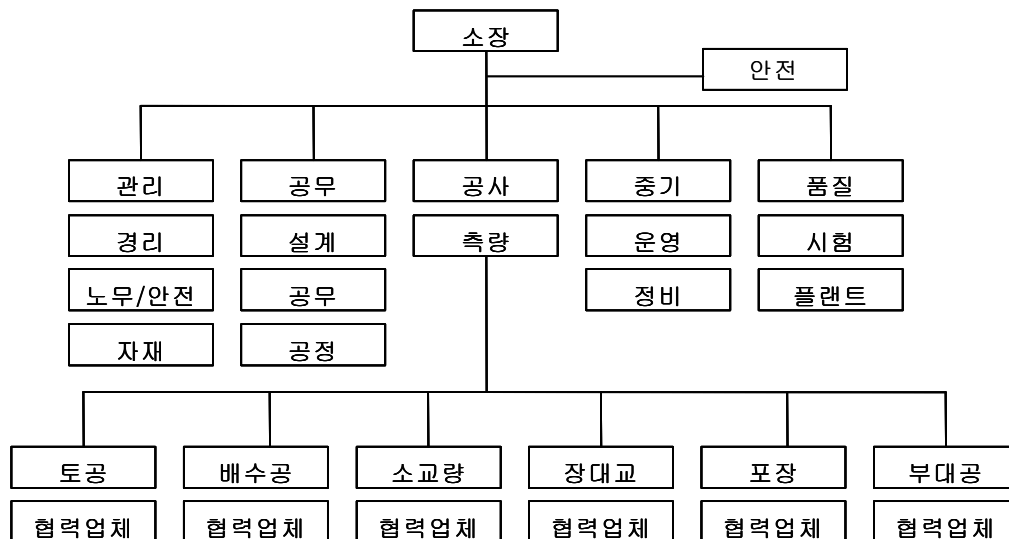 소장
안전
관리 공무 공사 중기 품질
경리 설계 측량 운영 시험
노무/안전 공무 정비 플랜트
자재 공정
토공 배수공 소교량 장대교 포장 부대공
협력업체 협력업체 협력업체 협력업체 협력업체 협력업체